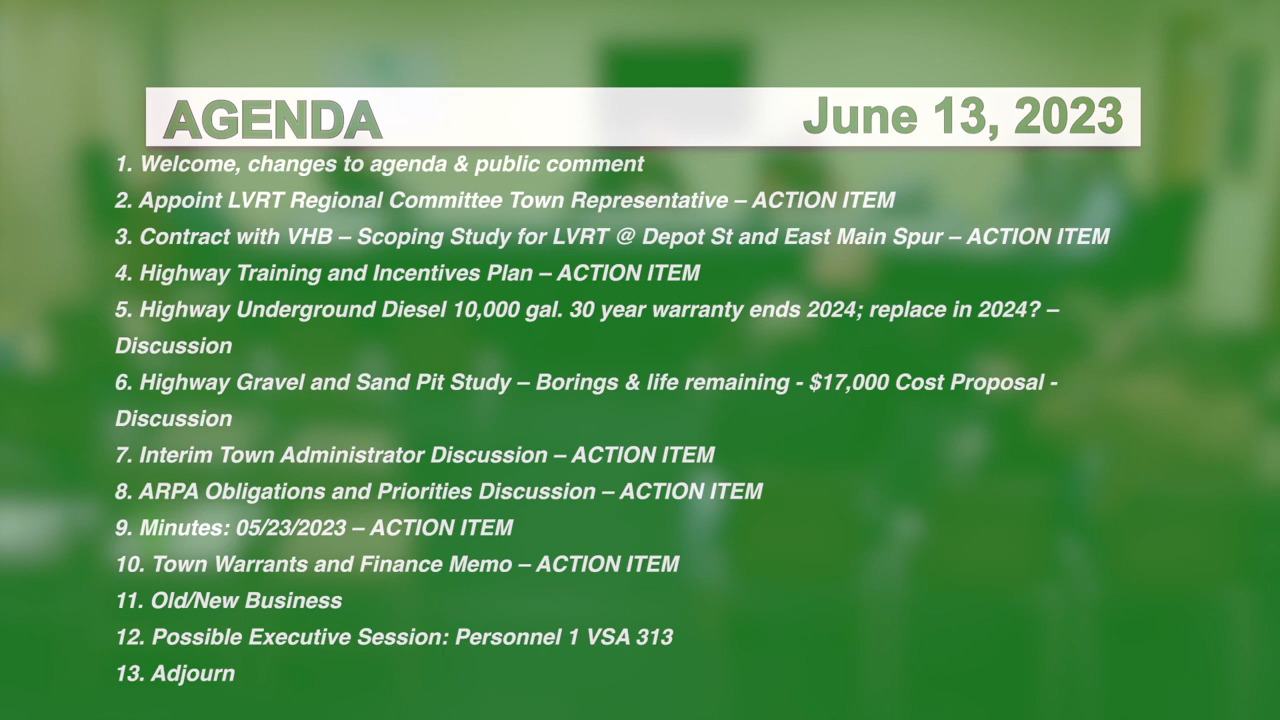 AGENDA June 13, 2023
1. Welcome, changes to agenda & public comment
2. Appoint LVRT Regional Committee Town Representative – ACTION ITEM
3. Contract with VHB – Scoping Study for LVRT @ Depot St and East Main Spur – ACTION ITEM
4. Highway Training and Incentives Plan – ACTION ITEM
5. Highway Underground Diesel 10,000 gal. 30 year warranty ends 2024; replace in 2024? –
Discussion
6. Highway Gravel and Sand Pit Study – Borings & life remaining - $17,000 Cost Proposal -
Discussion
7. Interim Town Administrator Discussion – ACTION ITEM
8. ARPA Obligations and Priorities Discussion – ACTION ITEM
9. Minutes: 05/23/2023 – ACTION ITEM
10. Town Warrants and Finance Memo – ACTION ITEM
11. Old/New Business
12. Possible Executive Session: Personnel 1 VSA 313
13. Adjourn